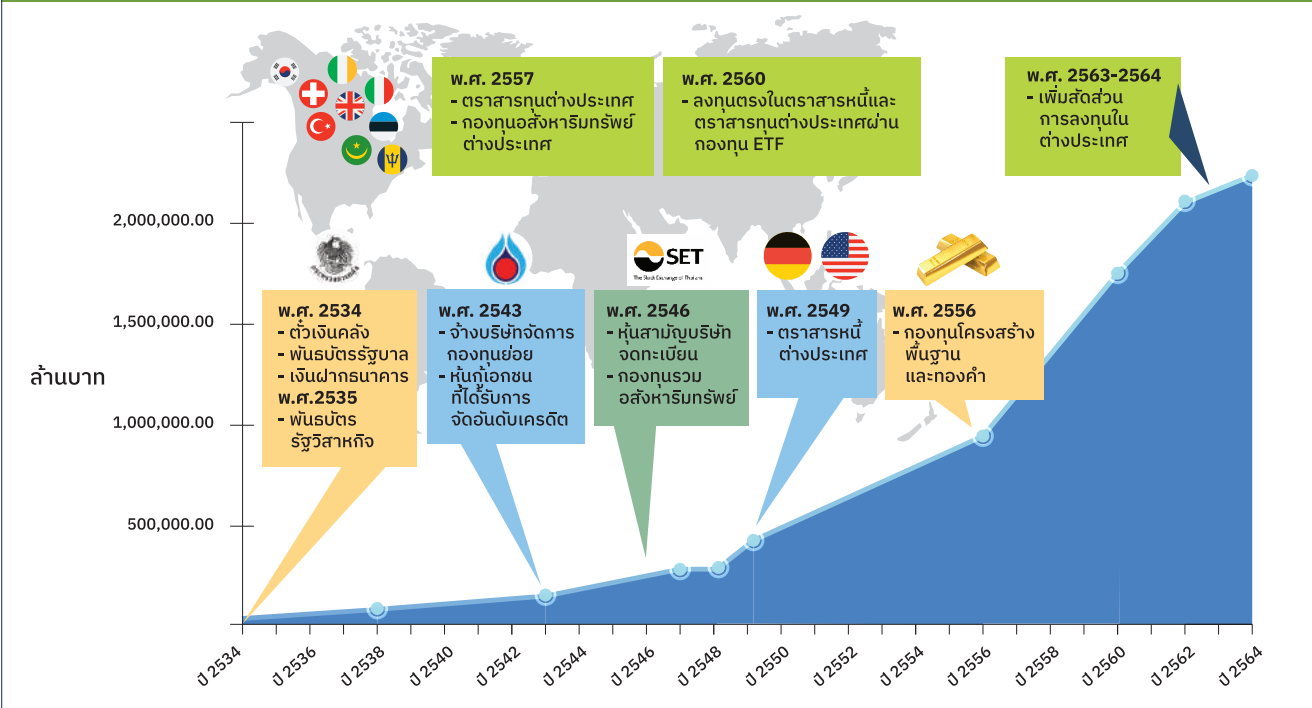 พ.ศ. 2557
- ตราสารทุนต่างประเทศ
- กองทุนอสังหาริมทรัพย์
ต่างประเทศ
พ.ศ. 2560
- ลงทุนตรงในตราสารหนี้และ
ตราสารทุนต่างประเทศผ่าน
กองทุน ETF
พ.ศ. 2563-2564
- เพิ่มสัดส่วน
การลงทุนใน
ต่างประเทศ
SET
The Stock Exchange of Thailand
พ.ศ. 2534
- ตั๋วเงินคลัง
- พันธบัตรรัฐบาล
- เงินฝากธนาคาร
พ.ศ.2535
- พันธบัตร
รัฐวิสาหกิจ
พ.ศ. 2543
- จ้างบริษัทจัดการ
กองทุนย่อย
- หุ้นกู้เอกชน
ที่ได้รับการ
จัดอันดับเครดิต
พ.ศ. 2546
- หุ้นสามัญบริษัท
จดทะเบียน
- กองทุนรวม
อสังหาริมทรัพย์
พ.ศ. 2549
- ตราสารหนี้
ต่างประเทศ
พ.ศ. 2556
- กองทุนโครงสร้าง
พื้นฐาน
และทองคำ
ล้านบาท
2,000,000.00
1,500,000.00
1,000,000.00
500,000.00
ปี 2534
ปี 2536
ปี 2538
ปี 2540
ปี 2542
ปี 2544
ปี 2546
ปี 2548
ปี 2550
ปี 2552
ปี 2554
ปี 2556
ปี 2558
ปี 2560
ปี 2562
ปี 2564